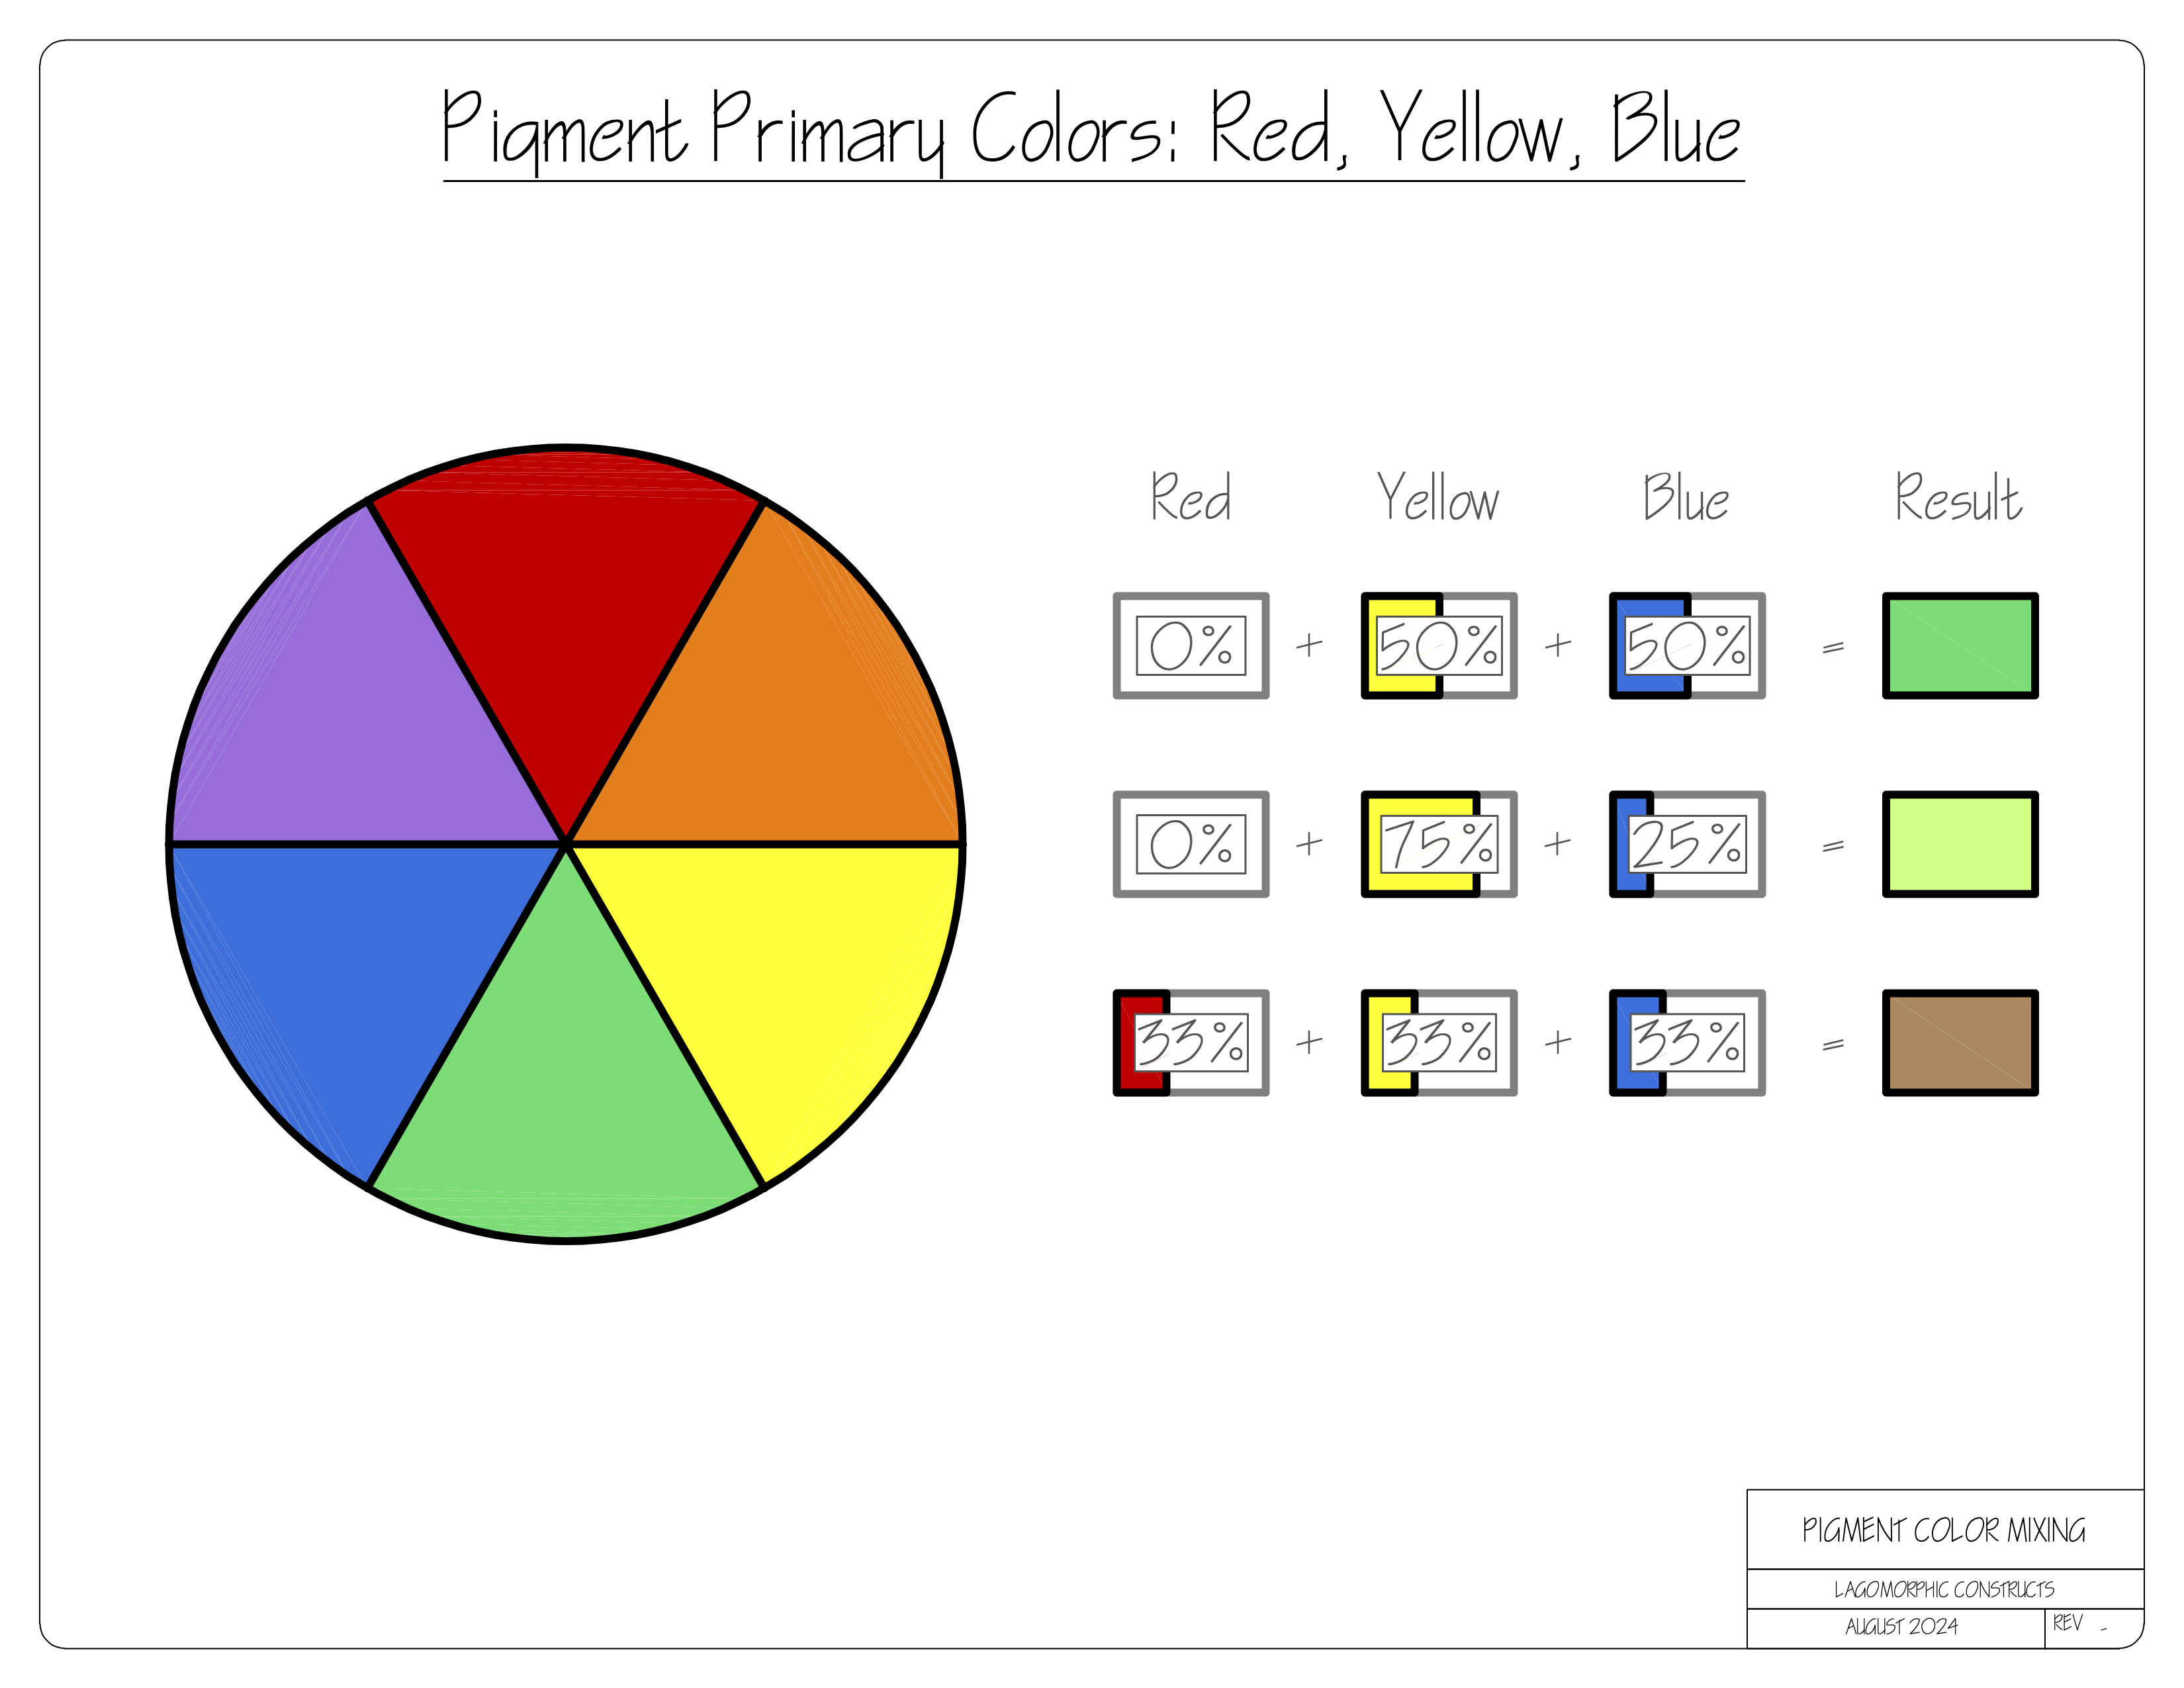 Pigment Primary Colors: Red, Yellow, Blue
Red Yellow Blue Result
0% + 50% + 50% =
0% + 75% + 25% =
33% + 33% + 33% =
PIGMENT COLOR MIXING
LAGOMORPHIC CONSTRUCTS
AUGUST 2024 REV -